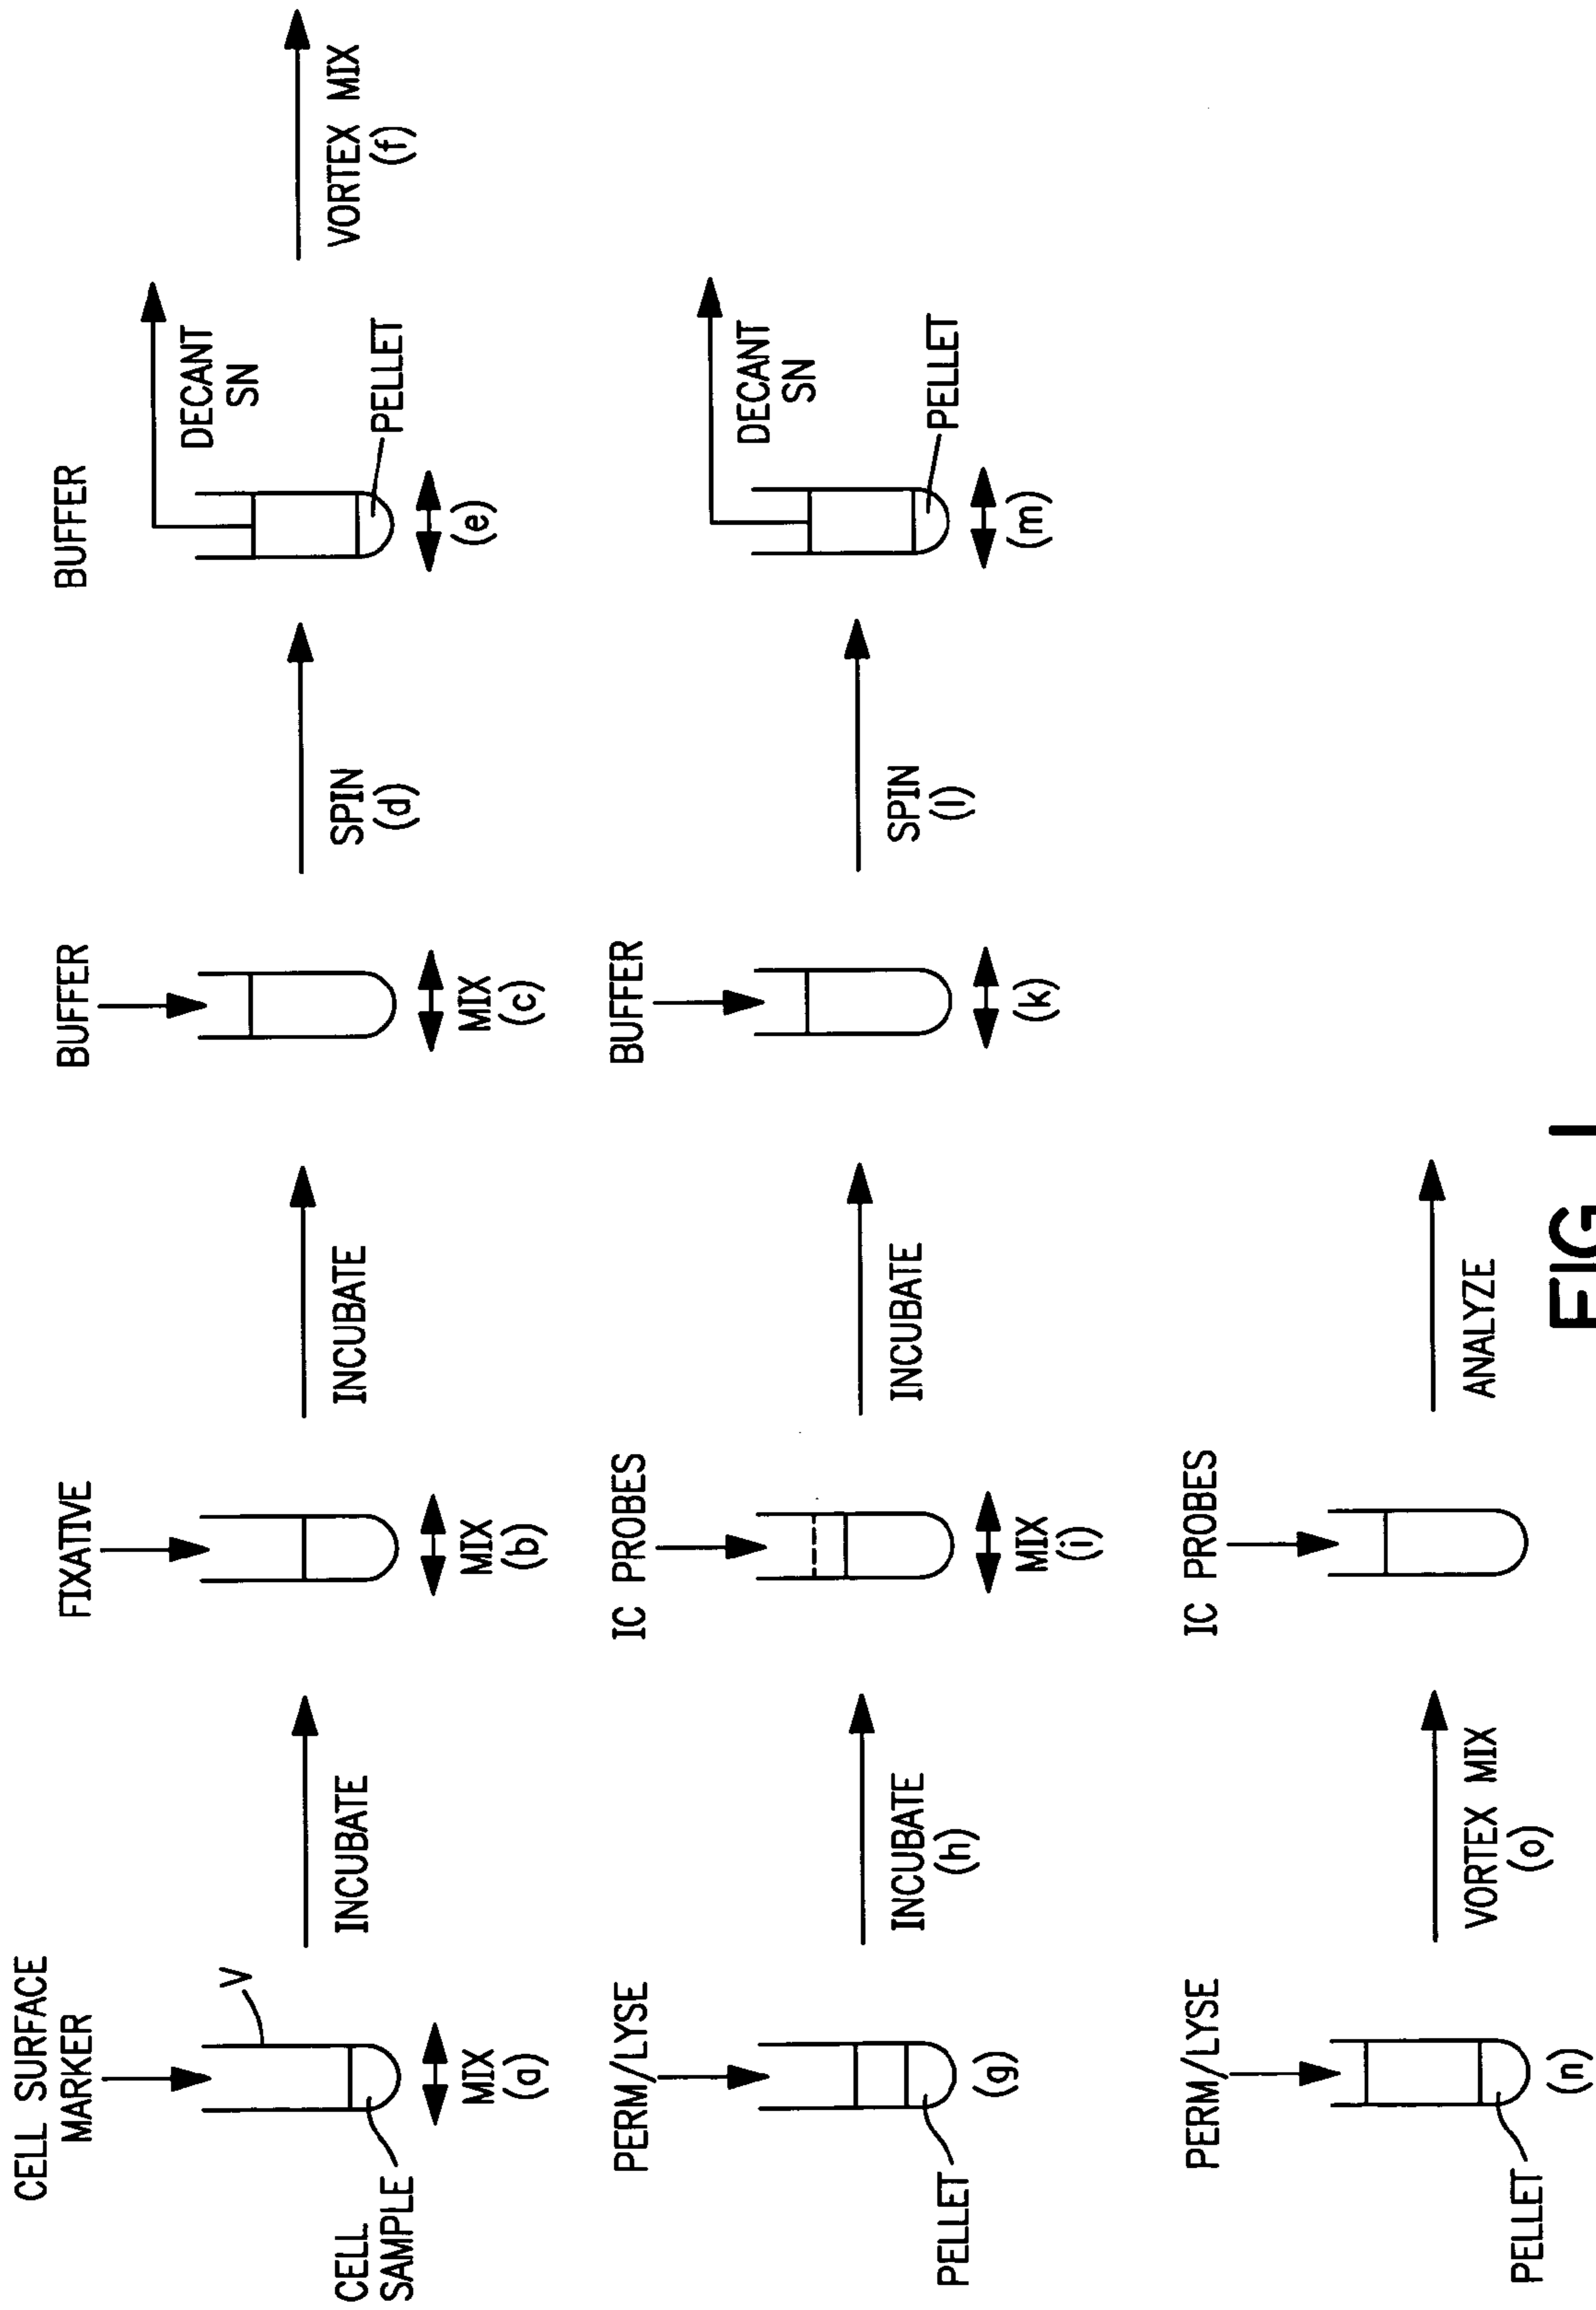 CELL SURFACE
MARKER
V
CELL
SAMPLE
MIX
(a)
INCUBATE
FIXATIVE
MIX
(b)
INCUBATE
BUFFER
MIX
(c)
SPIN
(d)
BUFFER
DECANT
SN
PELLET
(e)
VORTEX MIX
(f)
PERM/LYSE
PELLET
(g)
INCUBATE
(h)
IC PROBES
MIX
(i)
INCUBATE
BUFFER
(k)
SPIN
(l)
DECANT
SN
PELLET
(m)
PERM/LYSE
PELLET
(n)
VORTEX MIX
(o)
IC PROBES
ANALYZE
FIG. 1